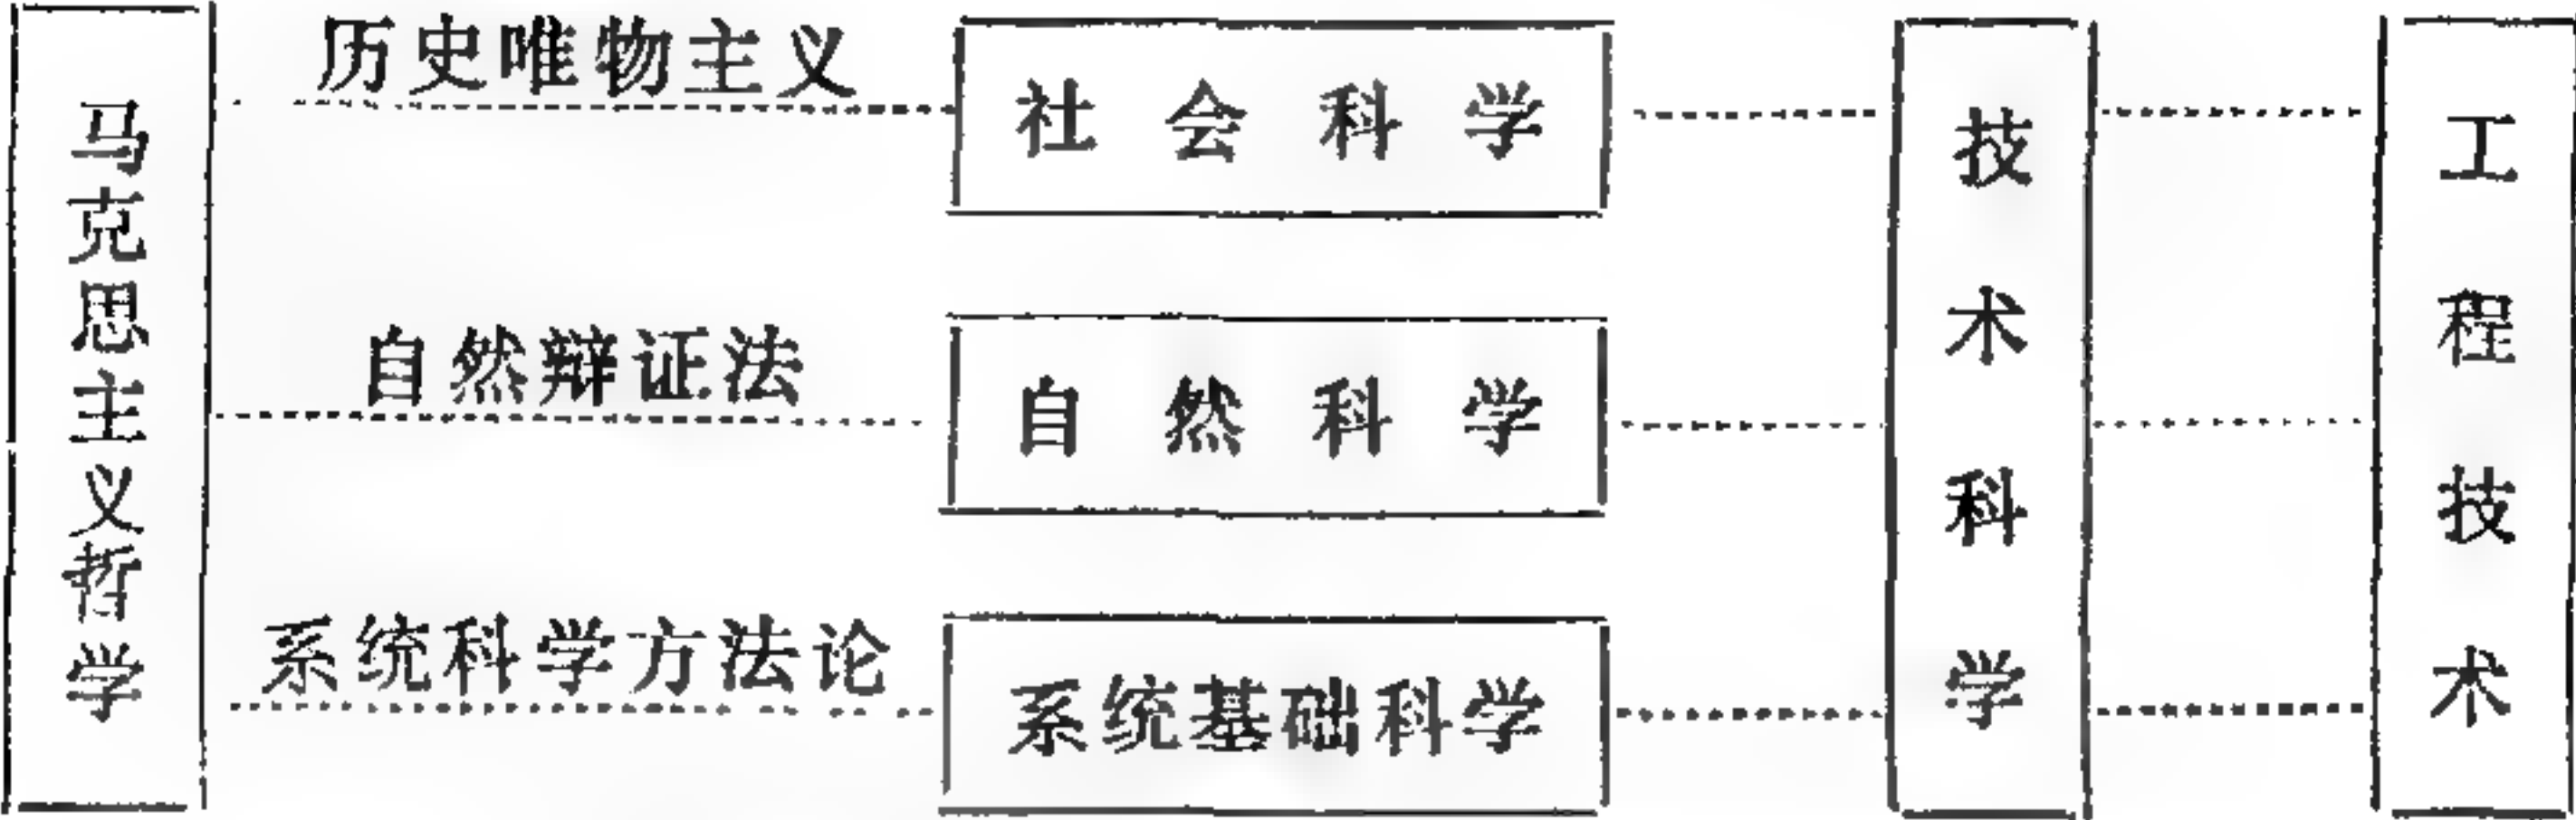 马克思主义哲学
历史唯物主义
社会科学
自然辩证法
自然科学
系统科学方法论
系统基础科学
技术科学
工程技术